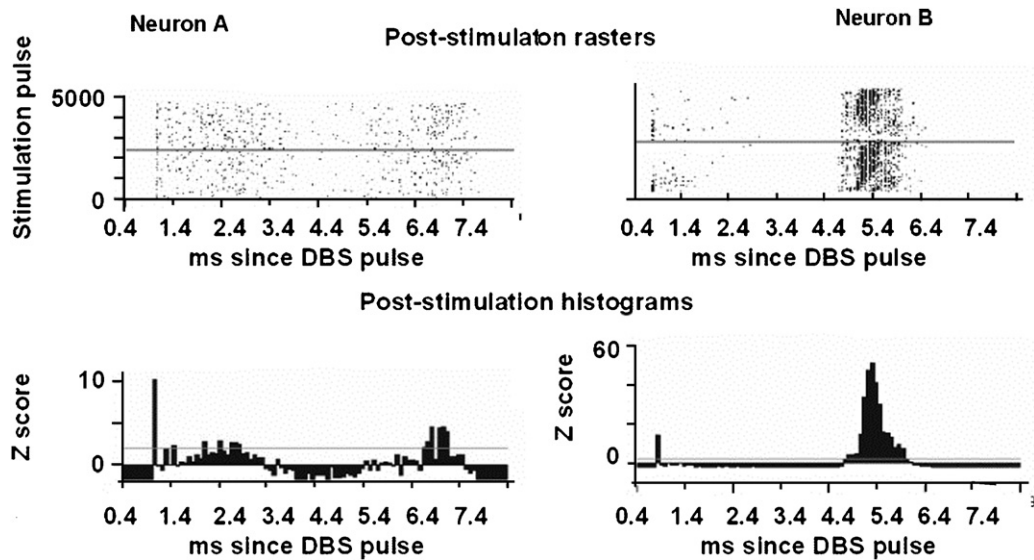 Neuron A
Neuron B
Post-stimulaton rasters
Stimulation pulse
5000
0
0.4 1.4 2.4 3.4 4.4 5.4 6.4 7.4
ms since DBS pulse
0.4 1.4 2.4 3.4 4.4 5.4 6.4 7.4
ms since DBS pulse
Post-stimulation histograms
Z score
10
0
0.4 1.4 2.4 3.4 4.4 5.4 6.4 7.4
ms since DBS pulse
Z score
60
0
0.4 1.4 2.4 3.4 4.4 5.4 6.4 7.4
ms since DBS pulse